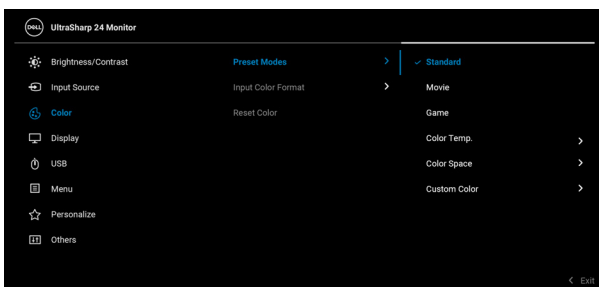 DELL UltraSharp 24 Monitor
Brightness/Contrast Preset Modes Standard
Input Source Input Color Format Movie
Color Reset Color Game
Display Color Temp.
USB Color Space
Menu Custom Color
Personalize
Others
Exit